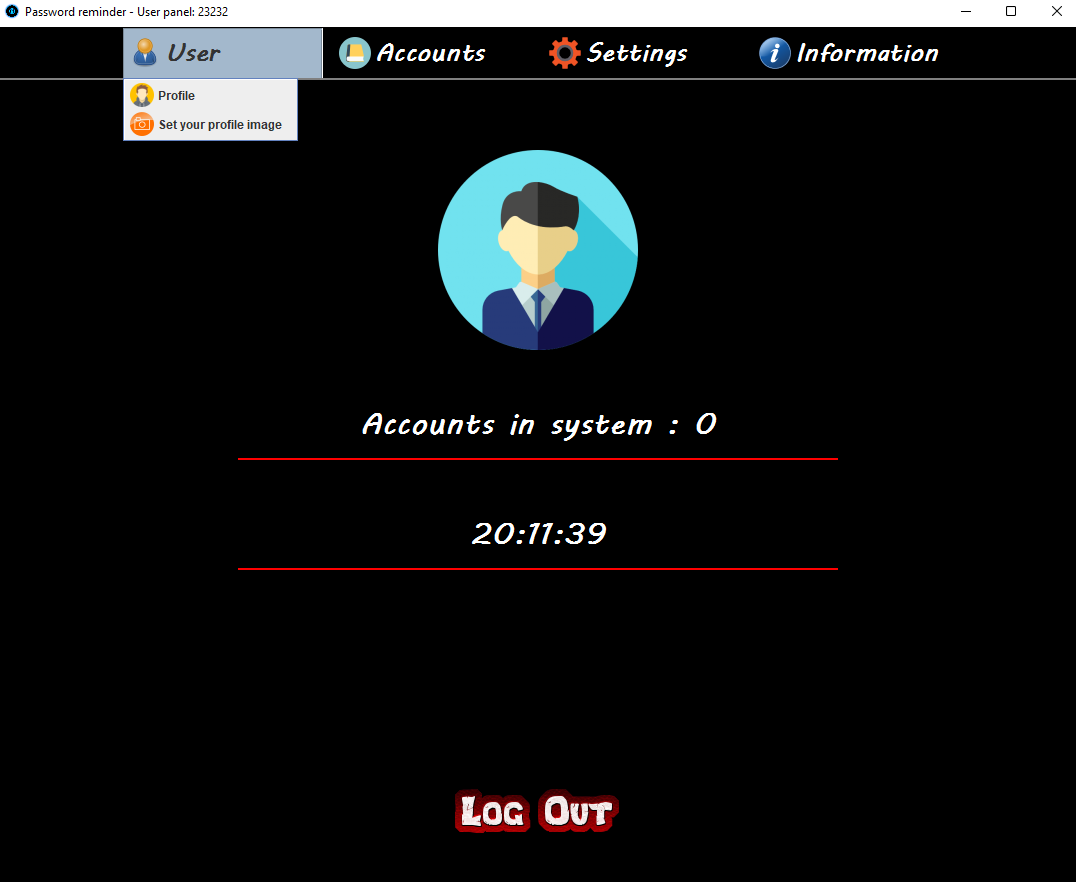 Password reminder - User panel: 23232
User Accounts Settings Information
Profile
Set your profile image
Accounts in system : 0
20:11:39
Log Out